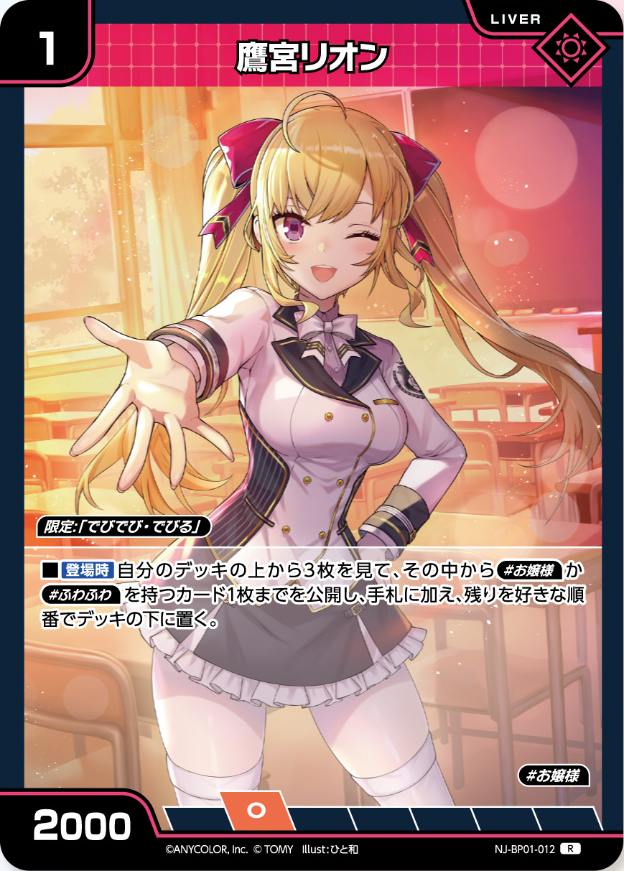 LIVER
1
鷹宮リオン
限定:「でびでび・でびる」
■ 登場時 自分のデッキの上から3枚を見て、その中から #お嬢様 か
#ふわふわ を持つカード1枚までを公開し、手札に加え、残りを好きな順
番でデッキの下に置く。
#お嬢様
2000
©ANYCOLOR, Inc. © TOMY Illust:ひと和
NJ-BP01-012 R